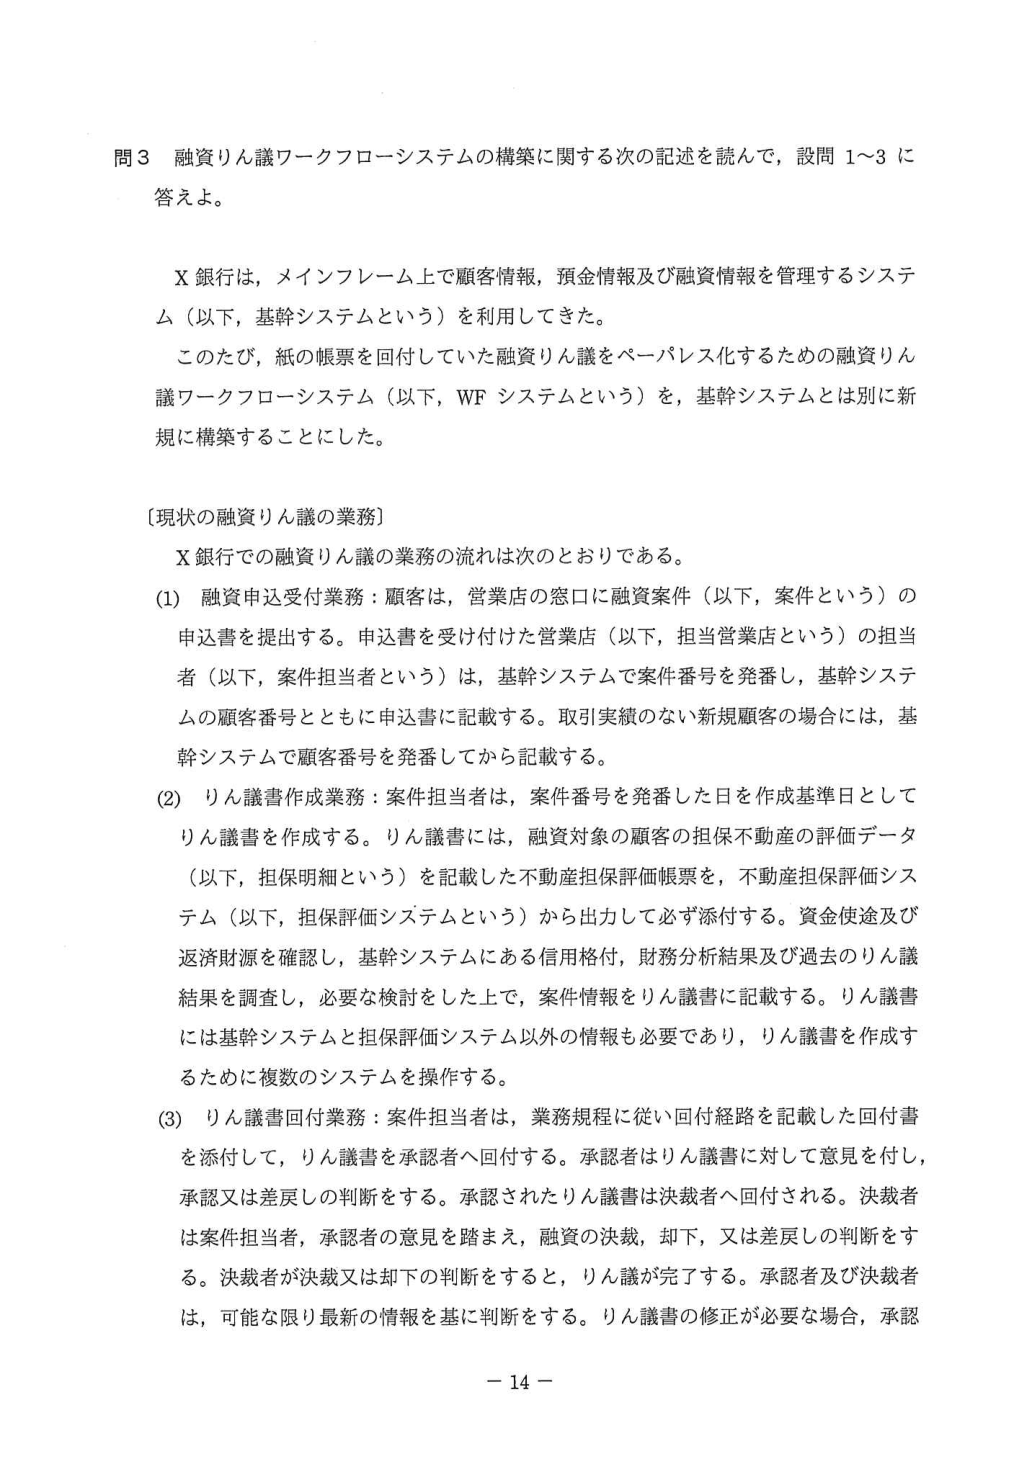 問3 融資りん議ワークフローシステムの構築に関する次の記述を読んで，設問 1～3 に
答えよ。
X 銀行は，メインフレーム上で顧客情報，預金情報及び融資情報を管理するシステ
ム（以下，基幹システムという）を利用してきた。
このたび，紙の帳票を回付していた融資りん議をペーパレス化するための融資りん
議ワークフローシステム（以下，WF システムという）を，基幹システムとは別に新
規に構築することにした。
〔現状の融資りん議の業務〕
X 銀行での融資りん議の業務の流れは次のとおりである。
(1) 融資申込受付業務：顧客は，営業店の窓口に融資案件（以下，案件という）の
申込書を提出する。申込書を受け付けた営業店（以下，担当営業店という）の担当
者（以下，案件担当者という）は，基幹システムで案件番号を発番し，基幹システ
ムの顧客番号とともに申込書に記載する。取引実績のない新規顧客の場合には，基
幹システムで顧客番号を発番してから記載する。
(2) りん議書作成業務：案件担当者は，案件番号を発番した日を作成基準日として
りん議書を作成する。りん議書には，融資対象の顧客の担保不動産の評価データ
（以下，担保明細という）を記載した不動産担保評価帳票を，不動産担保評価シス
テム（以下，担保評価システムという）から出力して必ず添付する。資金使途及び
返済財源を確認し，基幹システムにある信用格付，財務分析結果及び過去のりん議
結果を調査し，必要な検討をした上で，案件情報をりん議書に記載する。りん議書
には基幹システムと担保評価システム以外の情報も必要であり，りん議書を作成す
るために複数のシステムを操作する。
(3) りん議書回付業務：案件担当者は，業務規程に従い回付経路を記載した回付書
を添付して，りん議書を承認者へ回付する。承認者はりん議書に対して意見を付し，
承認又は差戻しの判断をする。承認されたりん議書は決裁者へ回付される。決裁者
は案件担当者，承認者の意見を踏まえ，融資の決裁，却下，又は差戻しの判断をす
る。決裁者が決裁又は却下の判断をすると，りん議が完了する。承認者及び決裁者
は，可能な限り最新の情報を基に判断をする。りん議書の修正が必要な場合，承認
－ 14 －